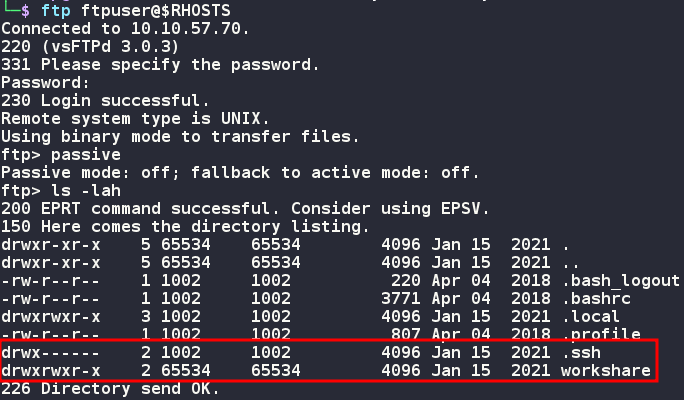 └─$ ftp ftpuser@$RHOSTS
Connected to 10.10.57.70.
220 (vsFTPd 3.0.3)
331 Please specify the password.
Password:
230 Login successful.
Remote system type is UNIX.
Using binary mode to transfer files.
ftp> passive
Passive mode: off; fallback to active mode: off.
ftp> ls -lah
200 EPRT command successful. Consider using EPSV.
150 Here comes the directory listing.
drwxr-xr-x    5 65534    65534        4096 Jan 15  2021 .
drwxr-xr-x    5 65534    65534        4096 Jan 15  2021 ..
-rw-r--r--    1 1002     1002          220 Apr 04  2018 .bash_logout
-rw-r--r--    1 1002     1002         3771 Apr 04  2018 .bashrc
drwxrwxr-x    3 1002     1002         4096 Jan 15  2021 .local
-rw-r--r--    1 1002     1002          807 Apr 04  2018 .profile
drwx------    2 1002     1002         4096 Jan 15  2021 .ssh
drwxrwxr-x    2 65534    65534        4096 Jan 15  2021 workshare
226 Directory send OK.